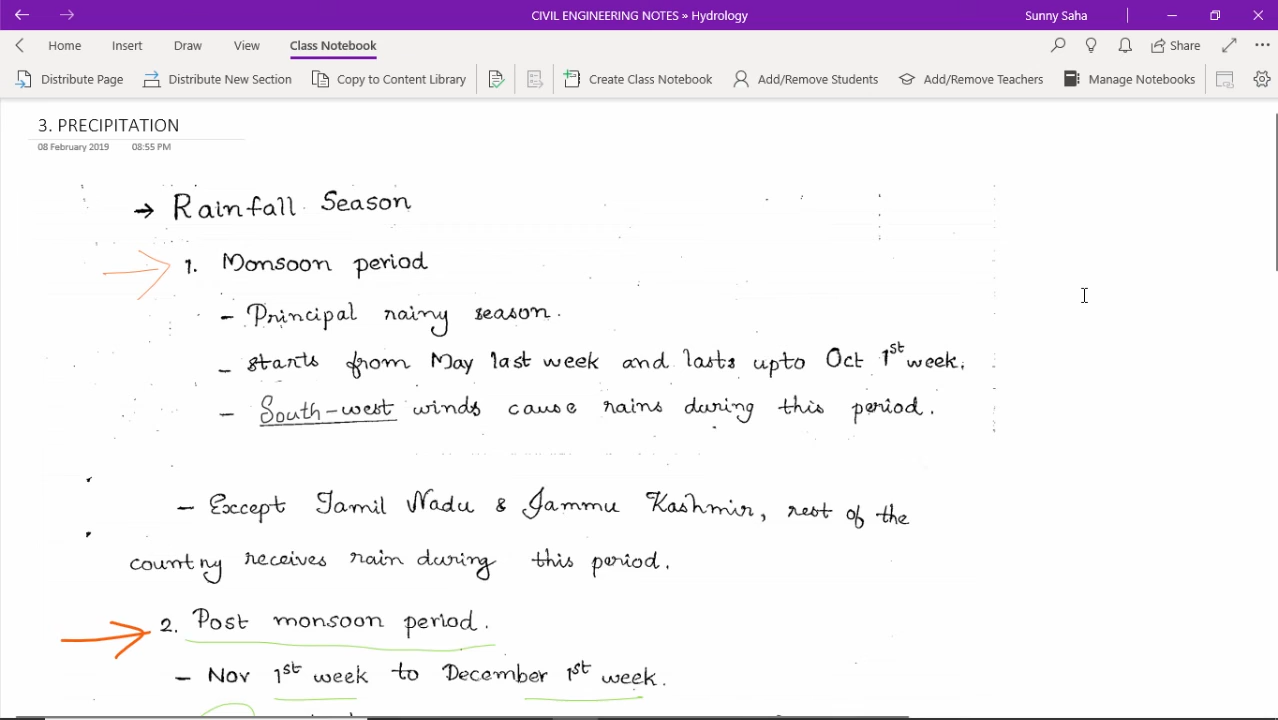 CIVIL ENGINEERING NOTES » Hydrology
Sunny Saha
Home Insert Draw View Class Notebook
Share
Distribute Page Distribute New Section Copy to Content Library Create Class Notebook Add/Remove Students Add/Remove Teachers Manage Notebooks
3. PRECIPITATION
08 February 2019 08:55 PM
→ Rainfall Season
1. Monsoon period
- Principal rainy season.
- starts from May last week and lasts upto Oct 1st week.
- South-west winds cause rains during this period.
- Except Tamil Nadu & Jammu Kashmir, rest of the
country receives rain during this period.
2. Post monsoon period.
- Nov 1st week to December 1st week.